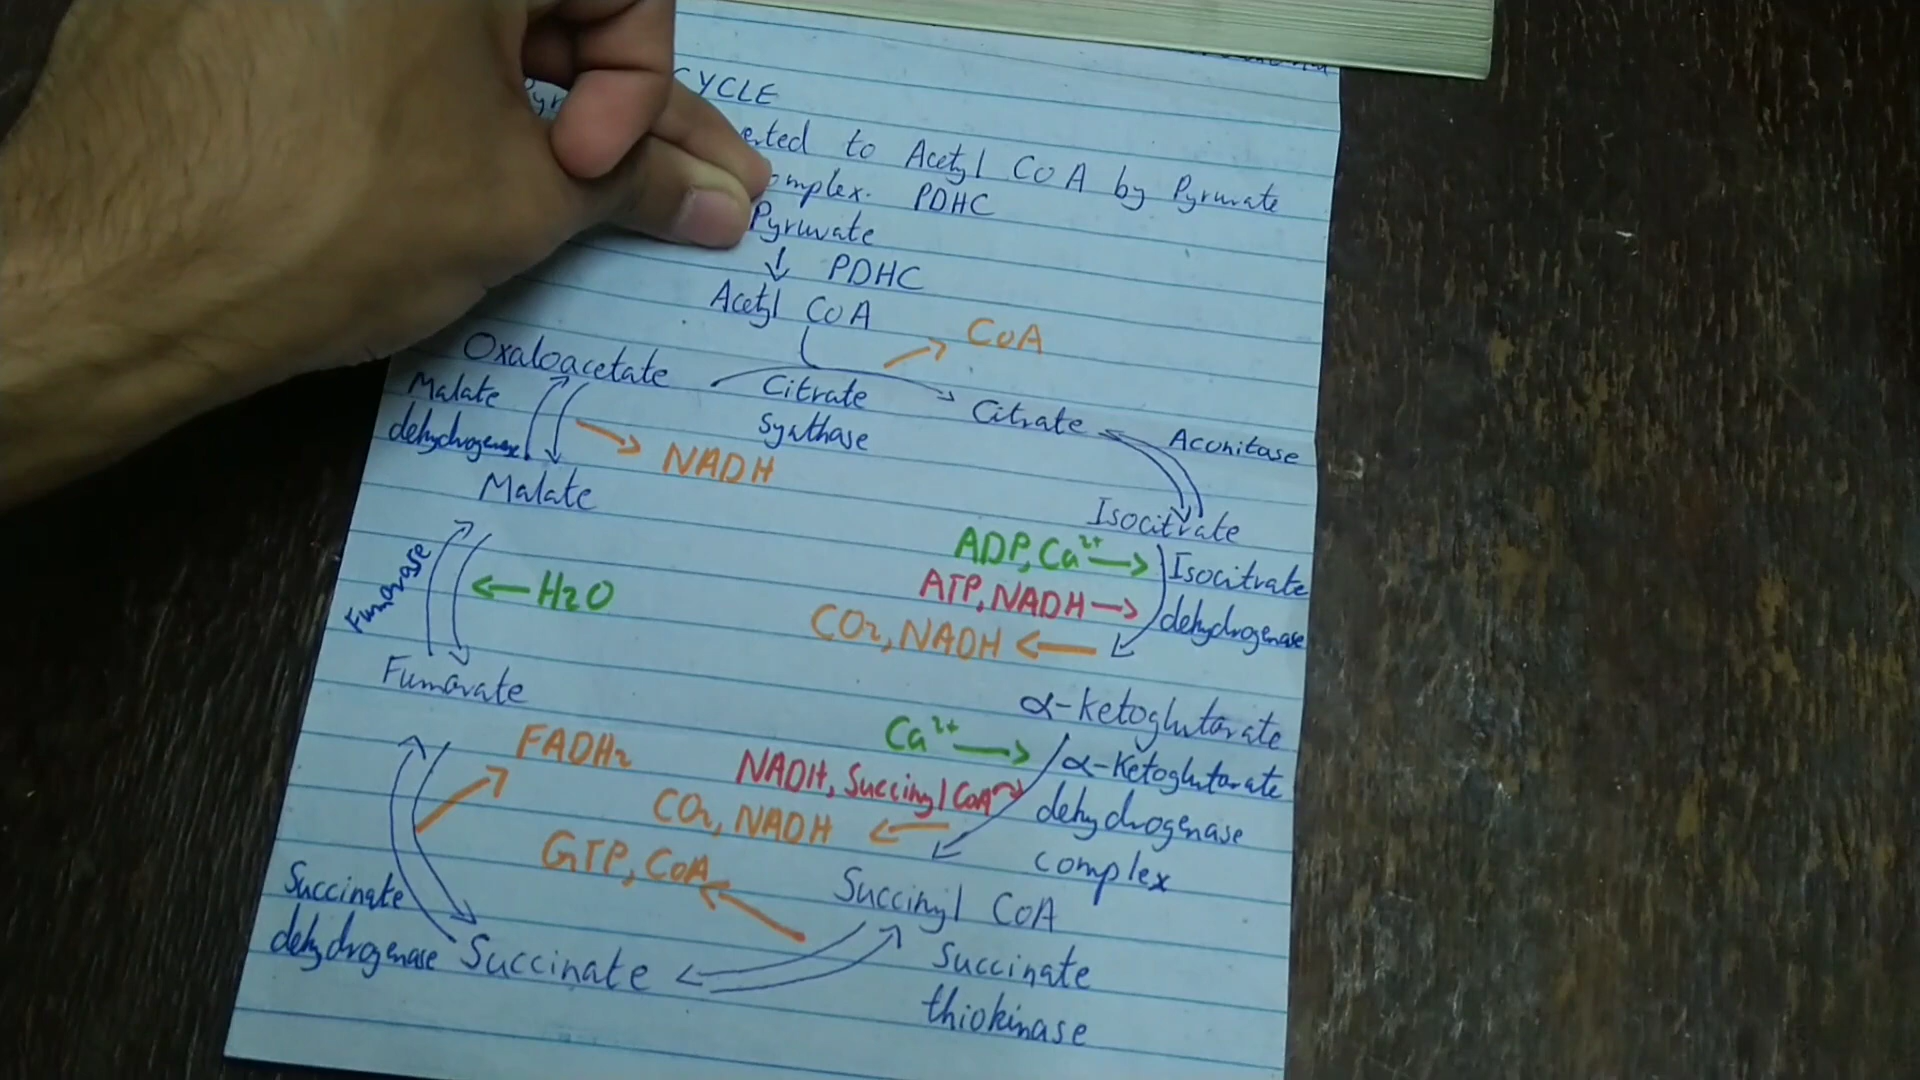 CYCLE
erted to Acetyl CoA by Pyruvate
omplex. PDHC
Pyruvate
PDHC
Acetyl CoA
CoA
Oxaloacetate
Citrate
Synthase
Citrate
Aconitase
Malate
dehydrogenase
NADH
Malate
Isocitrate
ADP, Ca²⁺
Isocitrate
dehydrogenase
ATP, NADH
CO₂, NADH
Fumarase
H₂O
Fumarate
α-ketoglutarate
Ca²⁺
α-Ketoglutarate
dehydrogenase
complex
NADH, Succinyl CoA
CO₂, NADH
FADH₂
GTP, CoA
Succinyl CoA
Succinate
thiokinase
Succinate
dehydrogenase
Succinate